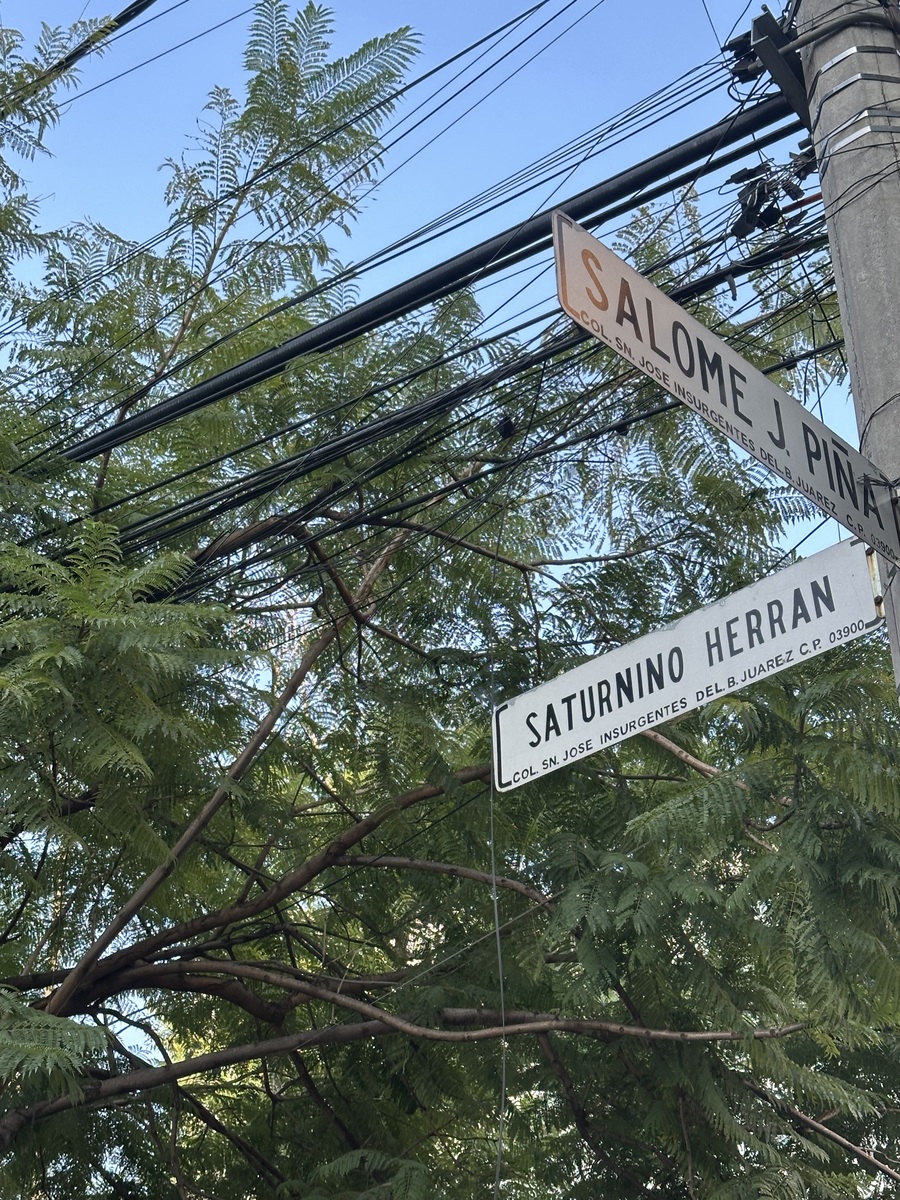 SALOME J. PIÑA
COL. SN. JOSE INSURGENTES DEL. B. JUAREZ C.P. 03900
SATURNINO HERRAN
COL. SN. JOSE INSURGENTES DEL. B. JUAREZ C.P. 03900